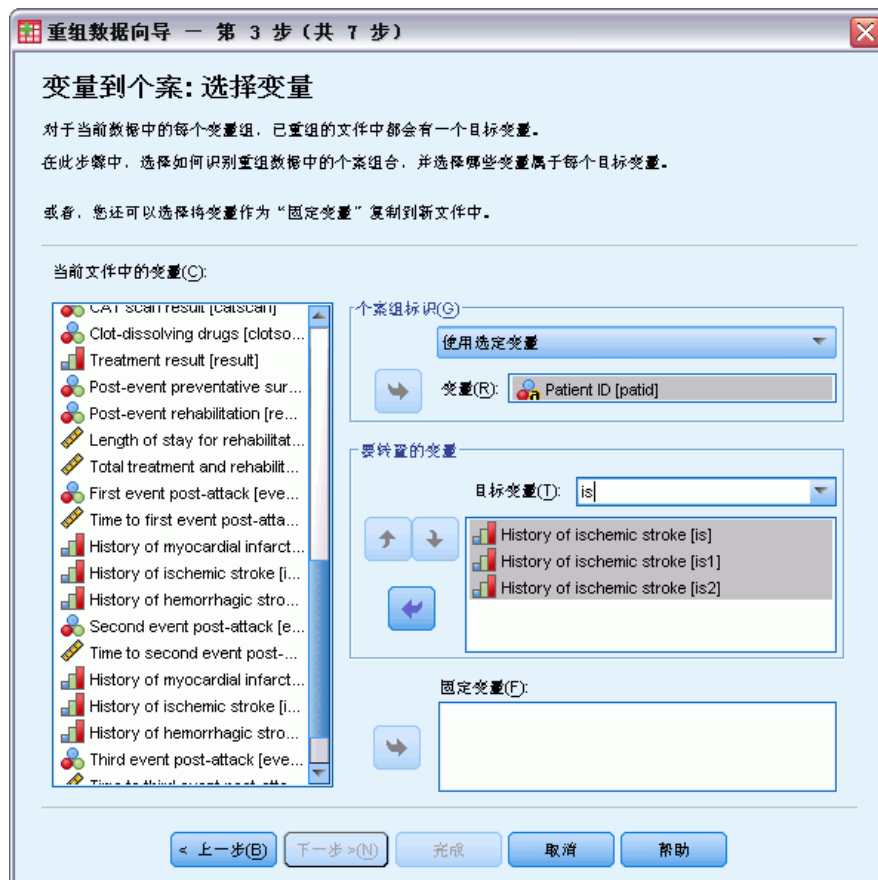 重组数据向导 － 第 3 步（共 7 步）
变量到个案: 选择变量
对于当前数据中的每个变量组，已重组的文件中都会有一个目标变量。
在此步骤中，选择如何识别重组数据中的个案组合，并选择哪些变量属于每个目标变量。
或者，您还可以选择将变量作为“固定变量”复制到新文件中。
当前文件中的变量(C):
CAT scan result [catscan]
Clot-dissolving drugs [clotso...
Treatment result [result]
Post-event preventative sur...
Post-event rehabilitation [re...
Length of stay for rehabilitat...
Total treatment and rehabilit...
First event post-attack [eve...
Time to first event post-atta...
History of myocardial infarct...
History of ischemic stroke [i...
History of hemorrhagic stro...
Second event post-attack [e...
Time to second event post-...
History of myocardial infarct...
History of ischemic stroke [i...
History of hemorrhagic stro...
Third event post-attack [eve...
Time to third event post-atta...
个案组标识(G)
使用选定变量
变量(R):
Patient ID [patid]
要转置的变量
目标变量(T):
is
History of ischemic stroke [is]
History of ischemic stroke [is1]
History of ischemic stroke [is2]
固定变量(F):
< 上一步(B)
下一步 >(N)
完成
取消
帮助